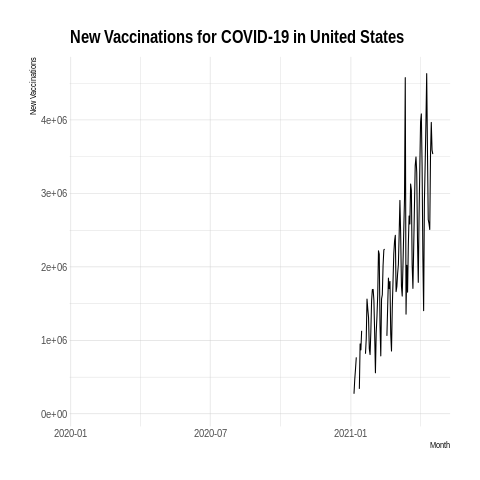 New Vaccinations for COVID-19 in United States
New Vaccinations
4e+06
3e+06
2e+06
1e+06
0e+00
2020-01
2020-07
2021-01
Month